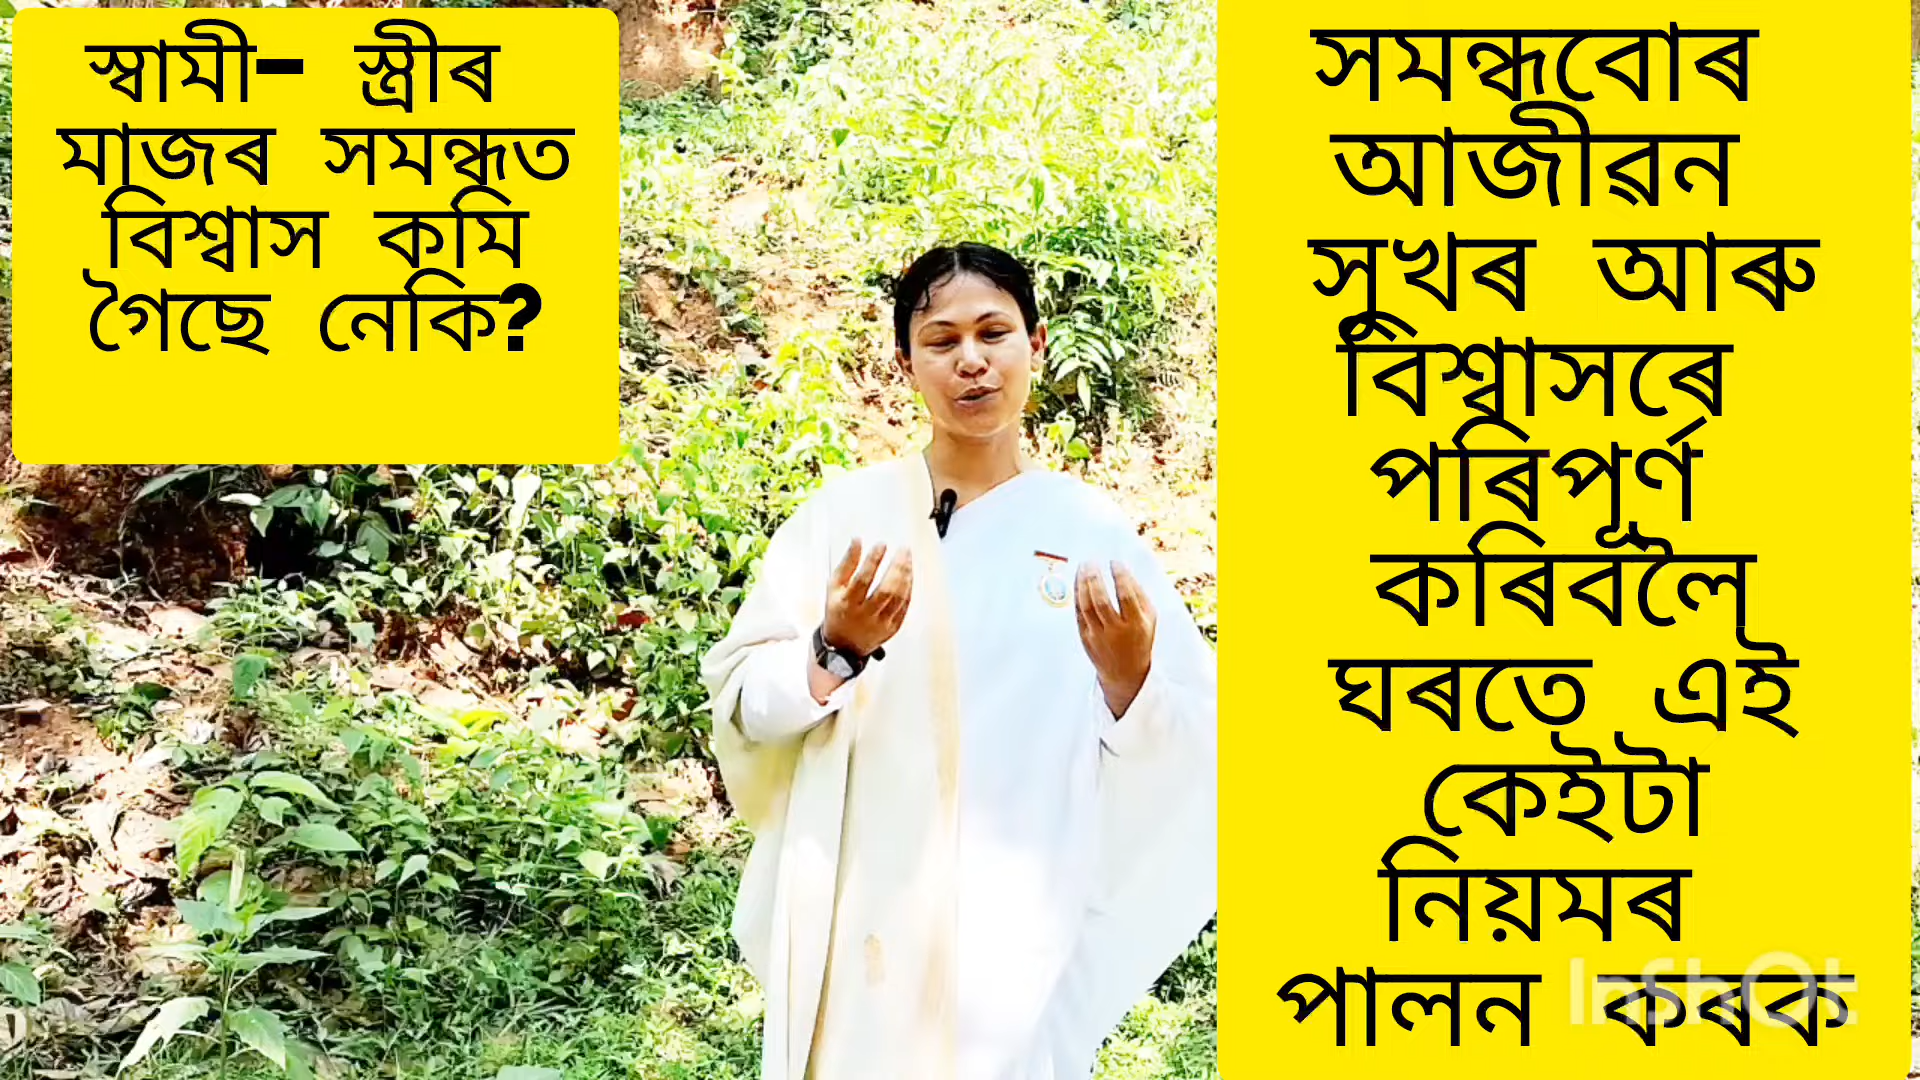 স্বামী- স্ত্ৰীৰ
মাজৰ সমন্ধত
বিশ্বাস কমি
গৈছে নেকি?
সমন্ধবোৰ
আজীৱন
সুখৰ আৰু
বিশ্বাসৰে
পৰিপূৰ্ণ
কৰিবলৈ
ঘৰতে এই
কেইটা
নিয়মৰ
পালন কৰক
InShOt